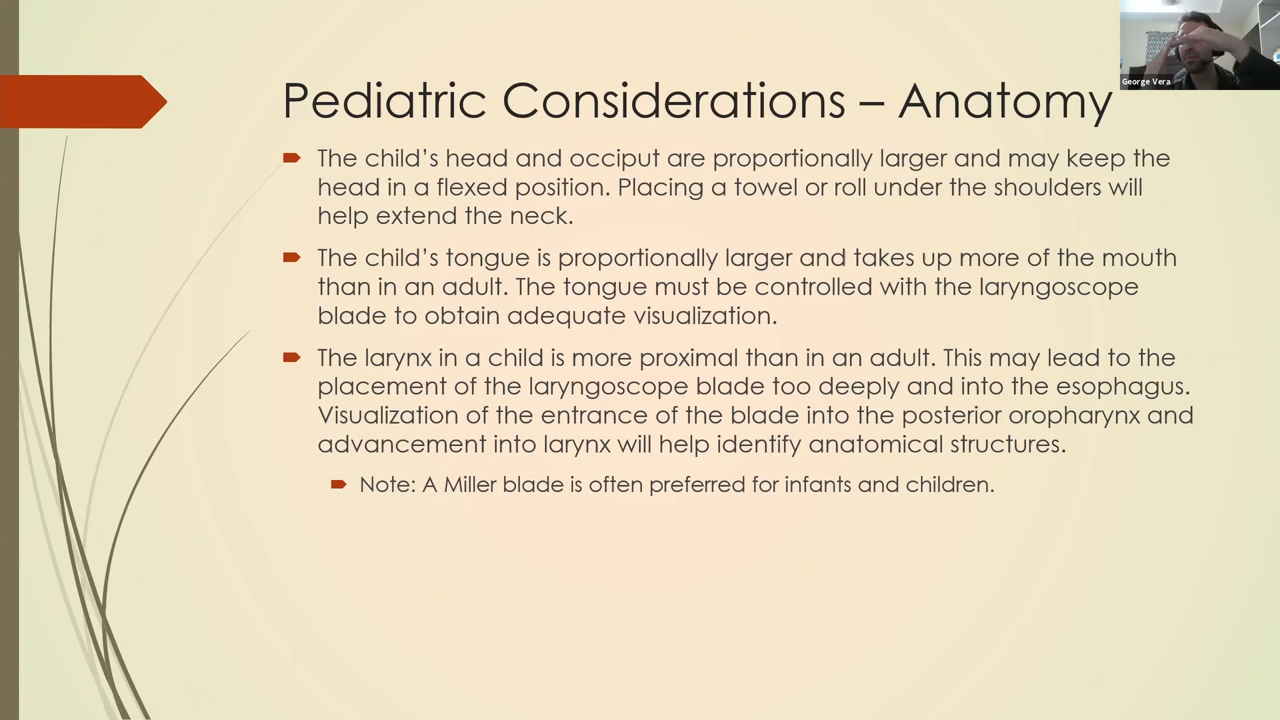 George Vera
Pediatric Considerations – Anatomy
The child’s head and occiput are proportionally larger and may keep the
head in a flexed position. Placing a towel or roll under the shoulders will
help extend the neck.
The child’s tongue is proportionally larger and takes up more of the mouth
than in an adult. The tongue must be controlled with the laryngoscope
blade to obtain adequate visualization.
The larynx in a child is more proximal than in an adult. This may lead to the
placement of the laryngoscope blade too deeply and into the esophagus.
Visualization of the entrance of the blade into the posterior oropharynx and
advancement into larynx will help identify anatomical structures.
Note: A Miller blade is often preferred for infants and children.